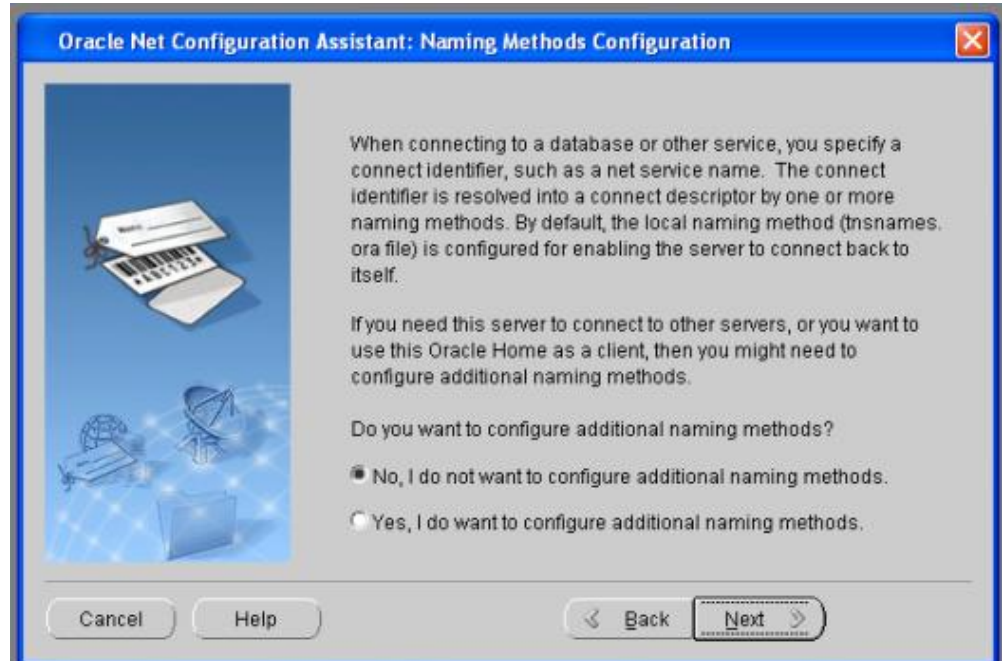 Oracle Net Configuration Assistant: Naming Methods Configuration
When connecting to a database or other service, you specify a
connect identifier, such as a net service name. The connect
identifier is resolved into a connect descriptor by one or more
naming methods. By default, the local naming method (tnsnames.
ora file) is configured for enabling the server to connect back to
itself.
If you need this server to connect to other servers, or you want to
use this Oracle Home as a client, then you might need to
configure additional naming methods.
Do you want to configure additional naming methods?
No, I do not want to configure additional naming methods.
Yes, I do want to configure additional naming methods.
Cancel Help Back Next